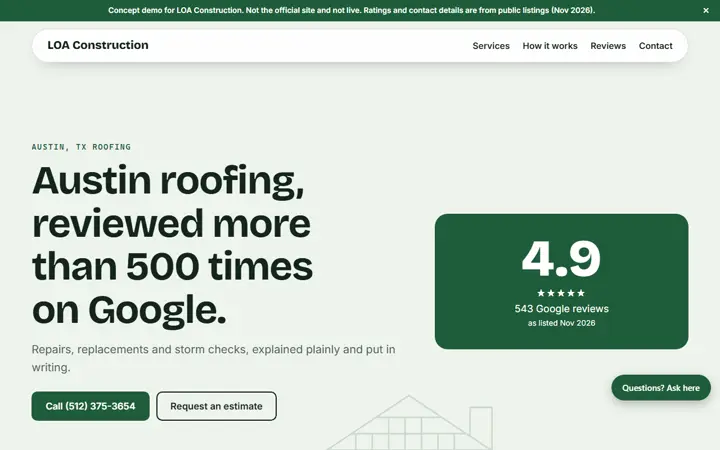 Concept demo for LOA Construction. Not the official site and not live. Ratings and contact details are from public listings (Nov 2026).
×
LOA Construction
Services
How it works
Reviews
Contact
AUSTIN, TX ROOFING
Austin roofing,
reviewed more
than 500 times
on Google.
Repairs, replacements and storm checks, explained plainly and put in
writing.
Call (512) 375-3654
Request an estimate
4.9
★★★★★
543 Google reviews
as listed Nov 2026
Questions? Ask here